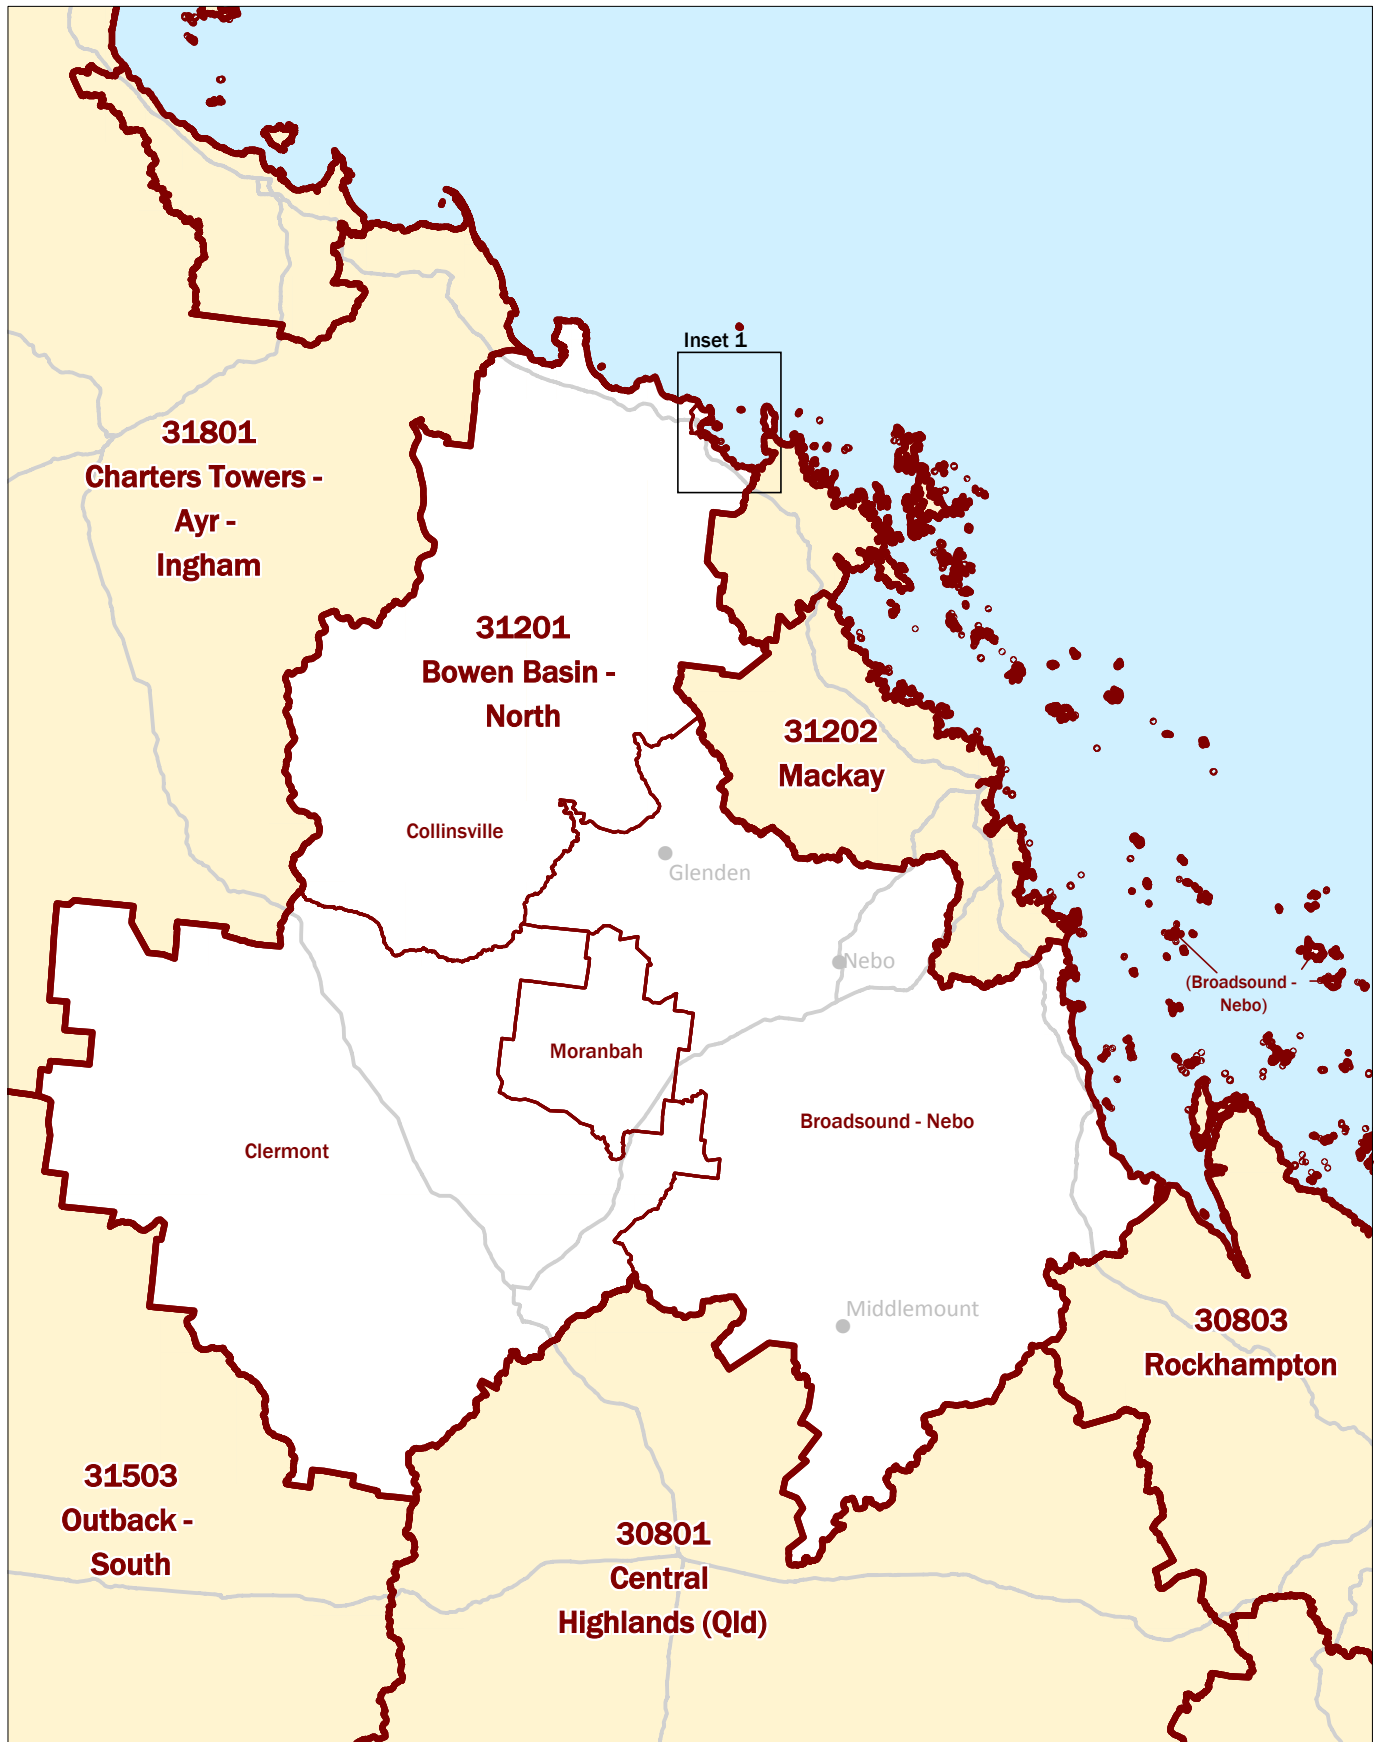 Inset 1
31801
Charters Towers -
Ayr -
Ingham
31201
Bowen Basin -
North
31202
Mackay
Collinsville
Glenden
Nebo
(Broadsound -
Nebo)
Moranbah
Broadsound - Nebo
Clermont
Middlemount
30803
Rockhampton
31503
Outback -
South
30801
Central
Highlands (Qld)